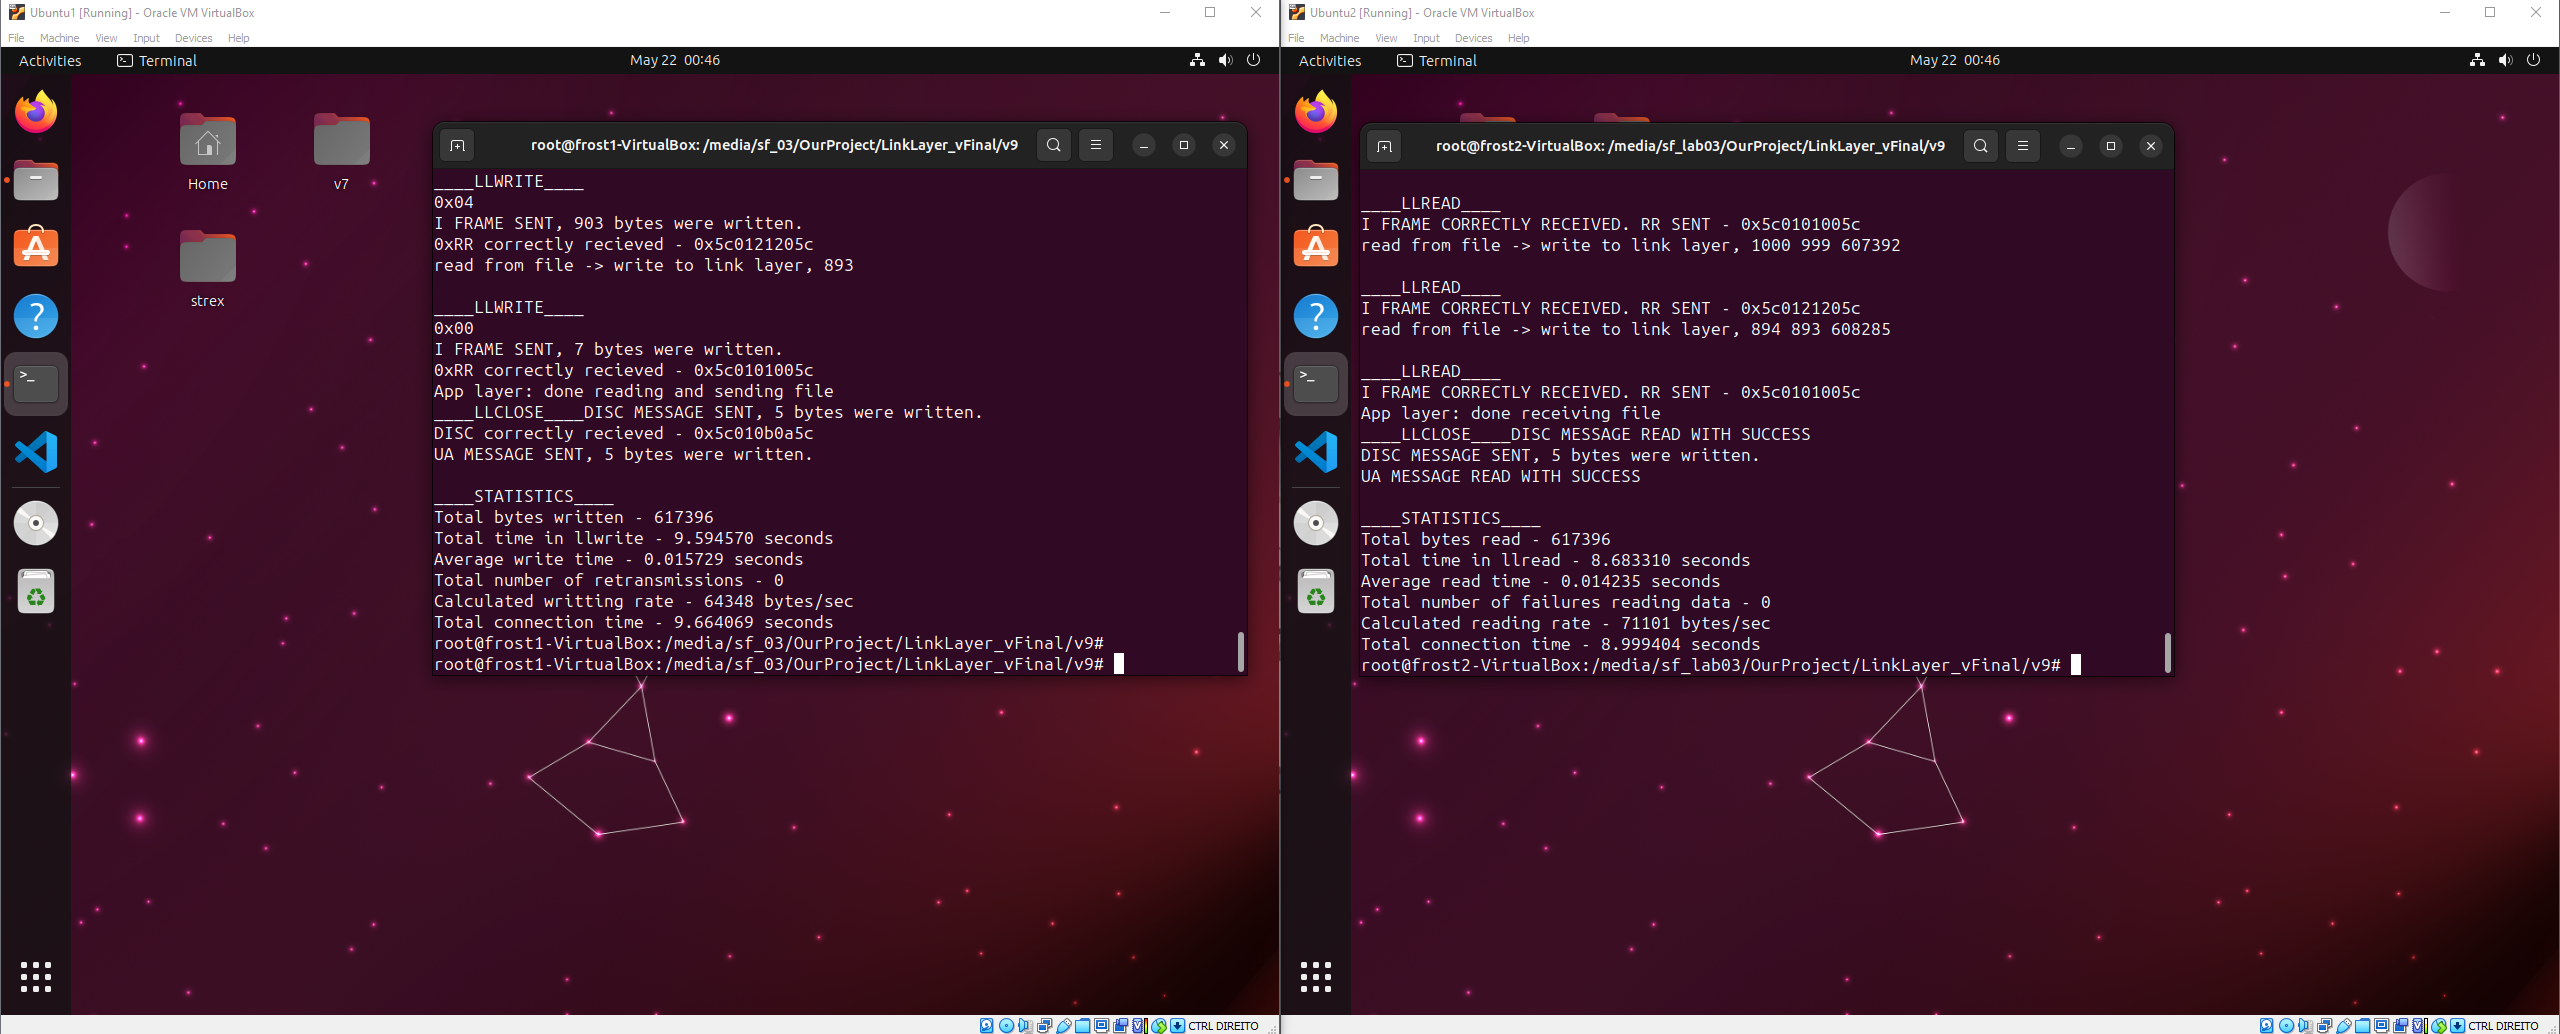 Ubuntu1 [Running] - Oracle VM VirtualBox
File Machine View Input Devices Help
Activities Terminal May 22 00:46
Home
v7
strex
root@frost1-VirtualBox: /media/sf_03/OurProject/LinkLayer_vFinal/v9
____LLWRITE____
0x04
I FRAME SENT, 903 bytes were written.
0xRR correctly recieved - 0x5c0121205c
read from file -> write to link layer, 893
____LLWRITE____
0x00
I FRAME SENT, 7 bytes were written.
0xRR correctly recieved - 0x5c0101005c
App layer: done reading and sending file
____LLCLOSE____DISC MESSAGE SENT, 5 bytes were written.
DISC correctly recieved - 0x5c010b0a5c
UA MESSAGE SENT, 5 bytes were written.
____STATISTICS____
Total bytes written - 617396
Total time in llwrite - 9.594570 seconds
Average write time - 0.015729 seconds
Total number of retransmissions - 0
Calculated writting rate - 64348 bytes/sec
Total connection time - 9.664069 seconds
root@frost1-VirtualBox:/media/sf_03/OurProject/LinkLayer_vFinal/v9#
root@frost1-VirtualBox:/media/sf_03/OurProject/LinkLayer_vFinal/v9#
CTRL DIREITO
Ubuntu2 [Running] - Oracle VM VirtualBox
File Machine View Input Devices Help
Activities Terminal May 22 00:46
root@frost2-VirtualBox: /media/sf_lab03/OurProject/LinkLayer_vFinal/v9
____LLREAD____
I FRAME CORRECTLY RECEIVED. RR SENT - 0x5c0101005c
read from file -> write to link layer, 1000 999 607392
____LLREAD____
I FRAME CORRECTLY RECEIVED. RR SENT - 0x5c0121205c
read from file -> write to link layer, 894 893 608285
____LLREAD____
I FRAME CORRECTLY RECEIVED. RR SENT - 0x5c0101005c
App layer: done receiving file
____LLCLOSE____DISC MESSAGE READ WITH SUCCESS
DISC MESSAGE SENT, 5 bytes were written.
UA MESSAGE READ WITH SUCCESS
____STATISTICS____
Total bytes read - 617396
Total time in llread - 8.683310 seconds
Average read time - 0.014235 seconds
Total number of failures reading data - 0
Calculated reading rate - 71101 bytes/sec
Total connection time - 8.999404 seconds
root@frost2-VirtualBox:/media/sf_lab03/OurProject/LinkLayer_vFinal/v9#
CTRL DIREITO